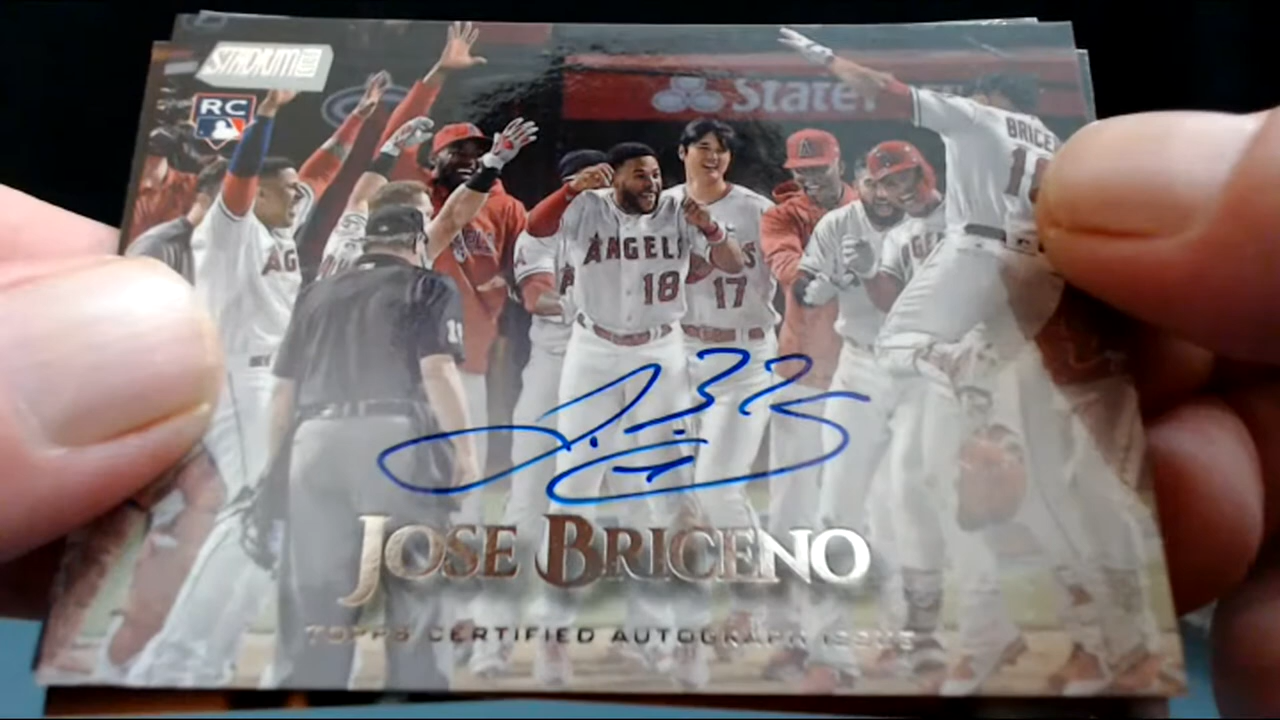 STADIUM CLUB
RC
State
BRICE
ANGELS
18
17
JOSE BRICENO
TOPPS CERTIFIED AUTOGRAPH ISSUE